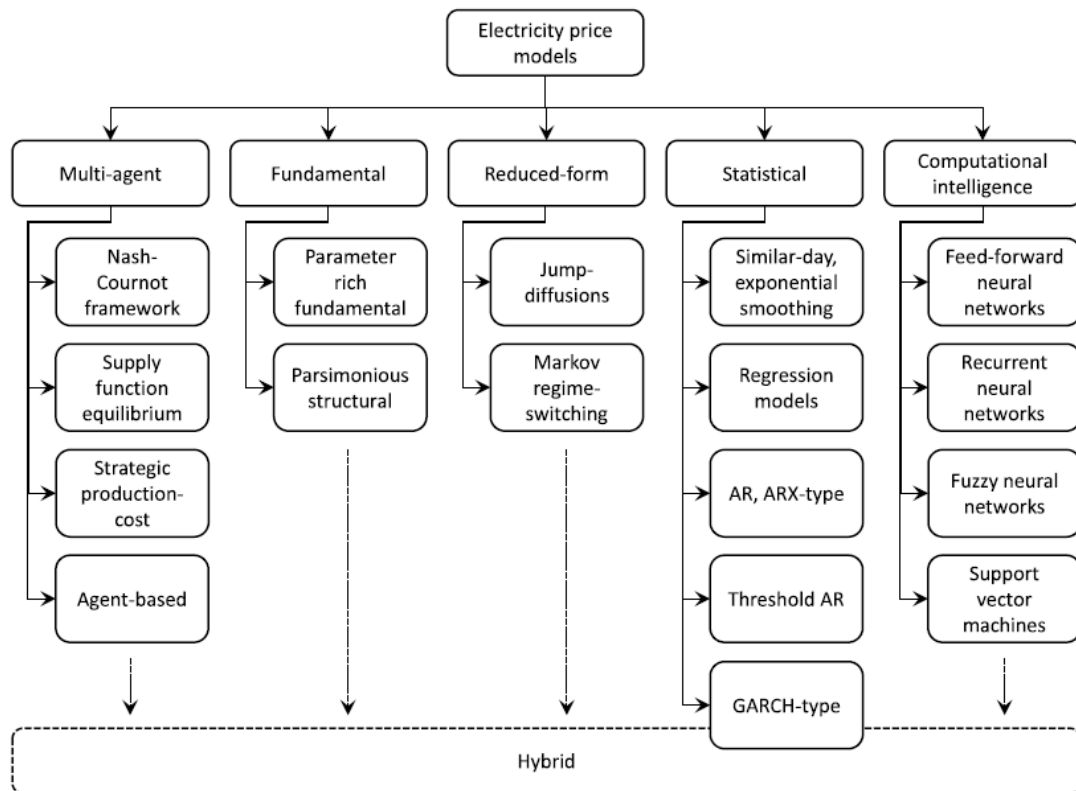 Electricity price
models
Multi-agent
Fundamental
Reduced-form
Statistical
Computational
intelligence
Nash-
Cournot
framework
Supply
function
equilibrium
Strategic
production-
cost
Agent-based
Parameter
rich
fundamental
Parsimonious
structural
Jump-
diffusions
Markov
regime-
switching
Similar-day,
exponential
smoothing
Regression
models
AR, ARX-type
Threshold AR
GARCH-type
Feed-forward
neural
networks
Recurrent
neural
networks
Fuzzy neural
networks
Support
vector
machines
Hybrid